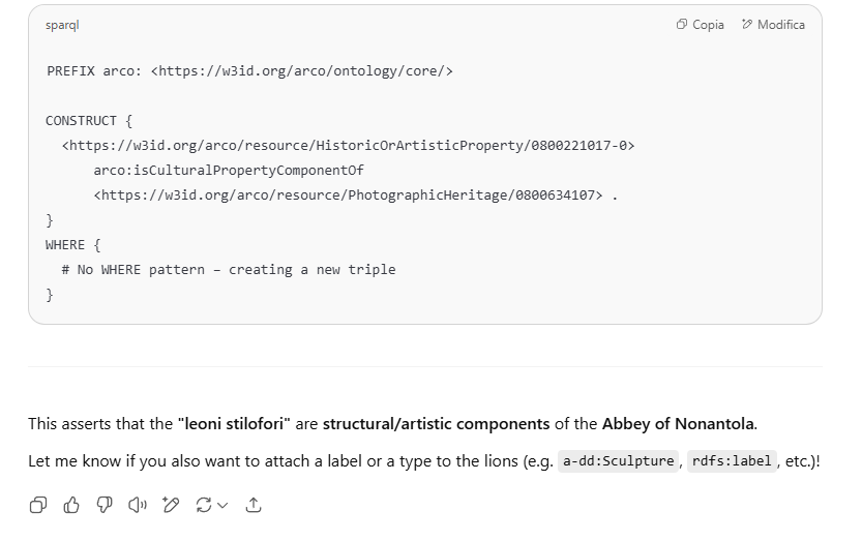 sparql
Copia
Modifica
PREFIX arco: <https://w3id.org/arco/ontology/core/>
CONSTRUCT {
<https://w3id.org/arco/resource/HistoricOrArtisticProperty/0800221017-0>
arco:isCulturalPropertyComponentOf
<https://w3id.org/arco/resource/PhotographicHeritage/0800634107> .
}
WHERE {
# No WHERE pattern – creating a new triple
}
This asserts that the "leoni stilofori" are structural/artistic components of the Abbey of Nonantola.
Let me know if you also want to attach a label or a type to the lions (e.g. a-dd:Sculpture, rdfs:label, etc.)!